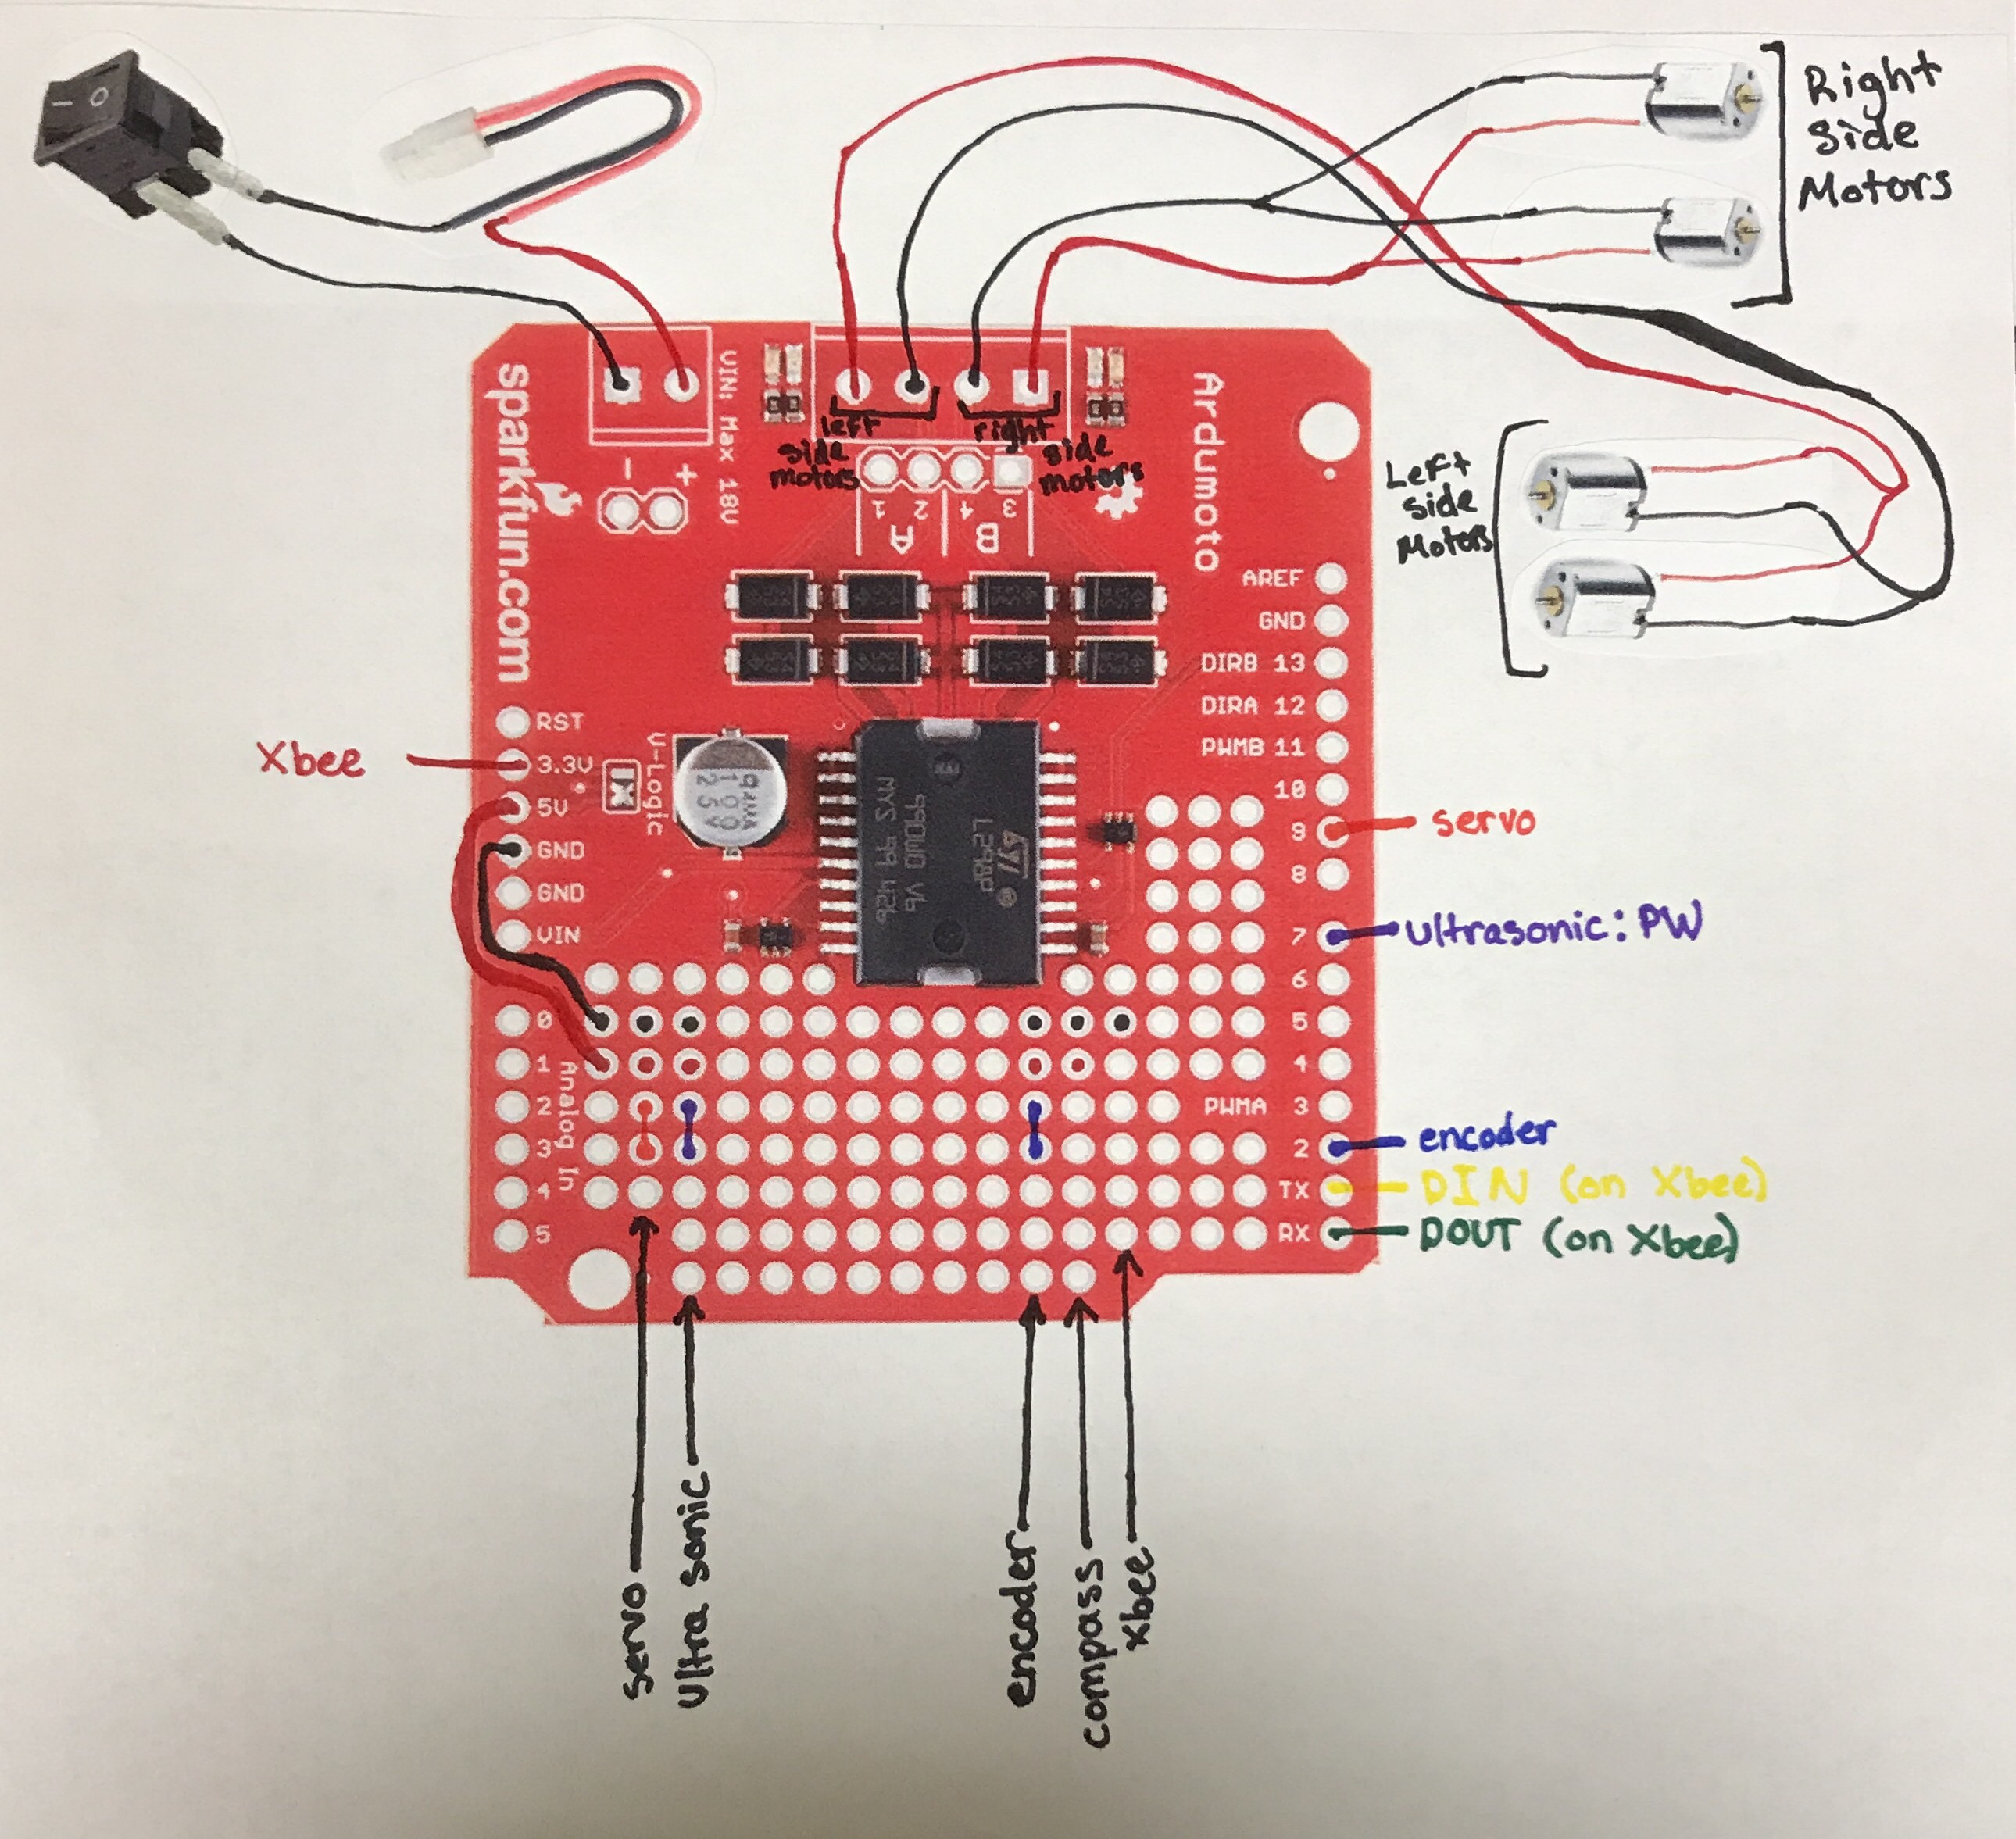 Right
Side
Motors
VIN: Max 18V
sparkfun.com
Ardumoto
left
side
motors
right
side
motors
- +
1 2 4 3
A B
Left
side
Motors
AREF
GND
DIRB 13
DIRA 12
PWMB 11
10
9 servo
8
7 ultrasonic: PW
6
5
4
PWMA 3
2 encoder
TX DIN (on Xbee)
RX DOUT (on Xbee)
RST
Xbee 3.3V
5V
GND
GND
VIN
V-Logic
100
25V
L298P
0
1
2
3
4
5
Analog In
servo
Ultra sonic
encoder
compass
Xbee